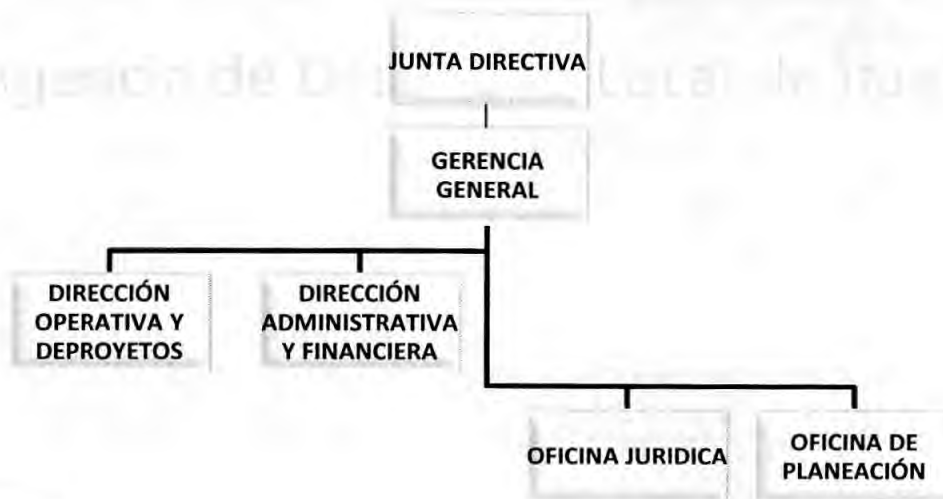 JUNTA DIRECTIVA
GERENCIA
GENERAL
DIRECCIÓN
OPERATIVA Y
DEPROYETOS
DIRECCIÓN
ADMINISTRATIVA
Y FINANCIERA
OFICINA JURIDICA
OFICINA DE
PLANEACIÓN